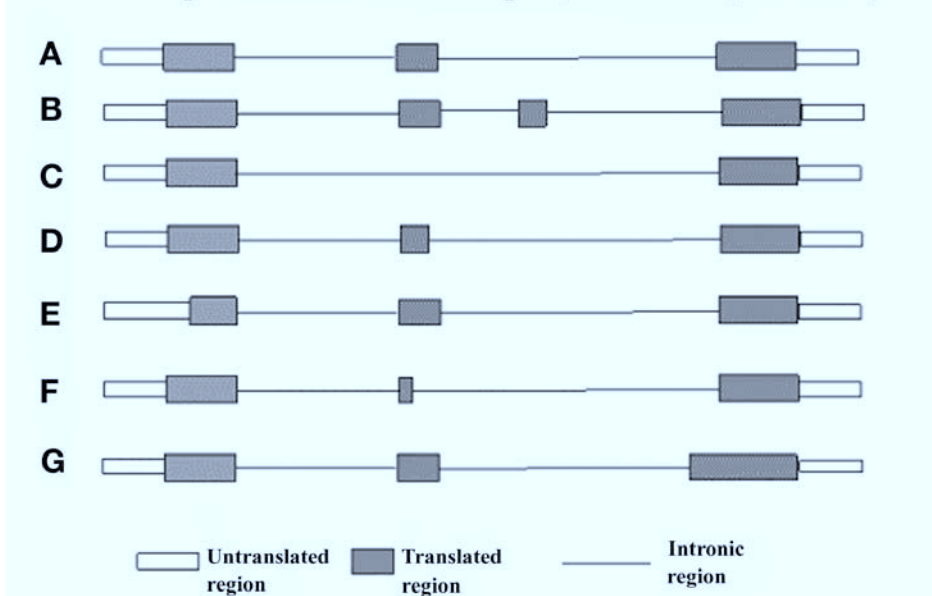 A
B
C
D
E
F
G
Untranslated
region
Translated
region
Intronic
region